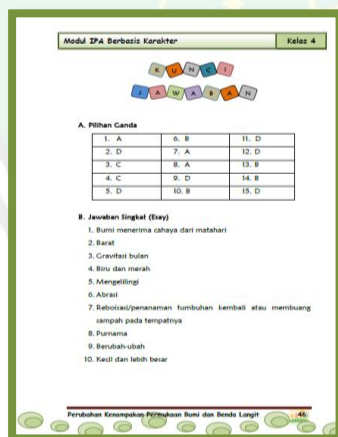 Modul IPA Berbasis Karakter
Kelas 4
KUNCI
JAWABAN
A. Pilihan Ganda
1. A 6. B 11. D
2. D 7. A 12. D
3. C 8. A 13. B
4. C 9. D 14. B
5. D 10. B 15. D
B. Jawaban Singkat (Esay)
1. Bumi menerima cahaya dari matahari
2. Barat
3. Gravitasi bulan
4. Biru dan merah
5. Mengelilingi
6. Abrasi
7. Reboisasi/penanaman tumbuhan kembali atau membuang
sampah pada tempatnya
8. Purnama
9. Berubah-ubah
10. Kecil dan lebih besar
Perubahan Kenampakan Permukaan Bumi dan Benda Langit
46